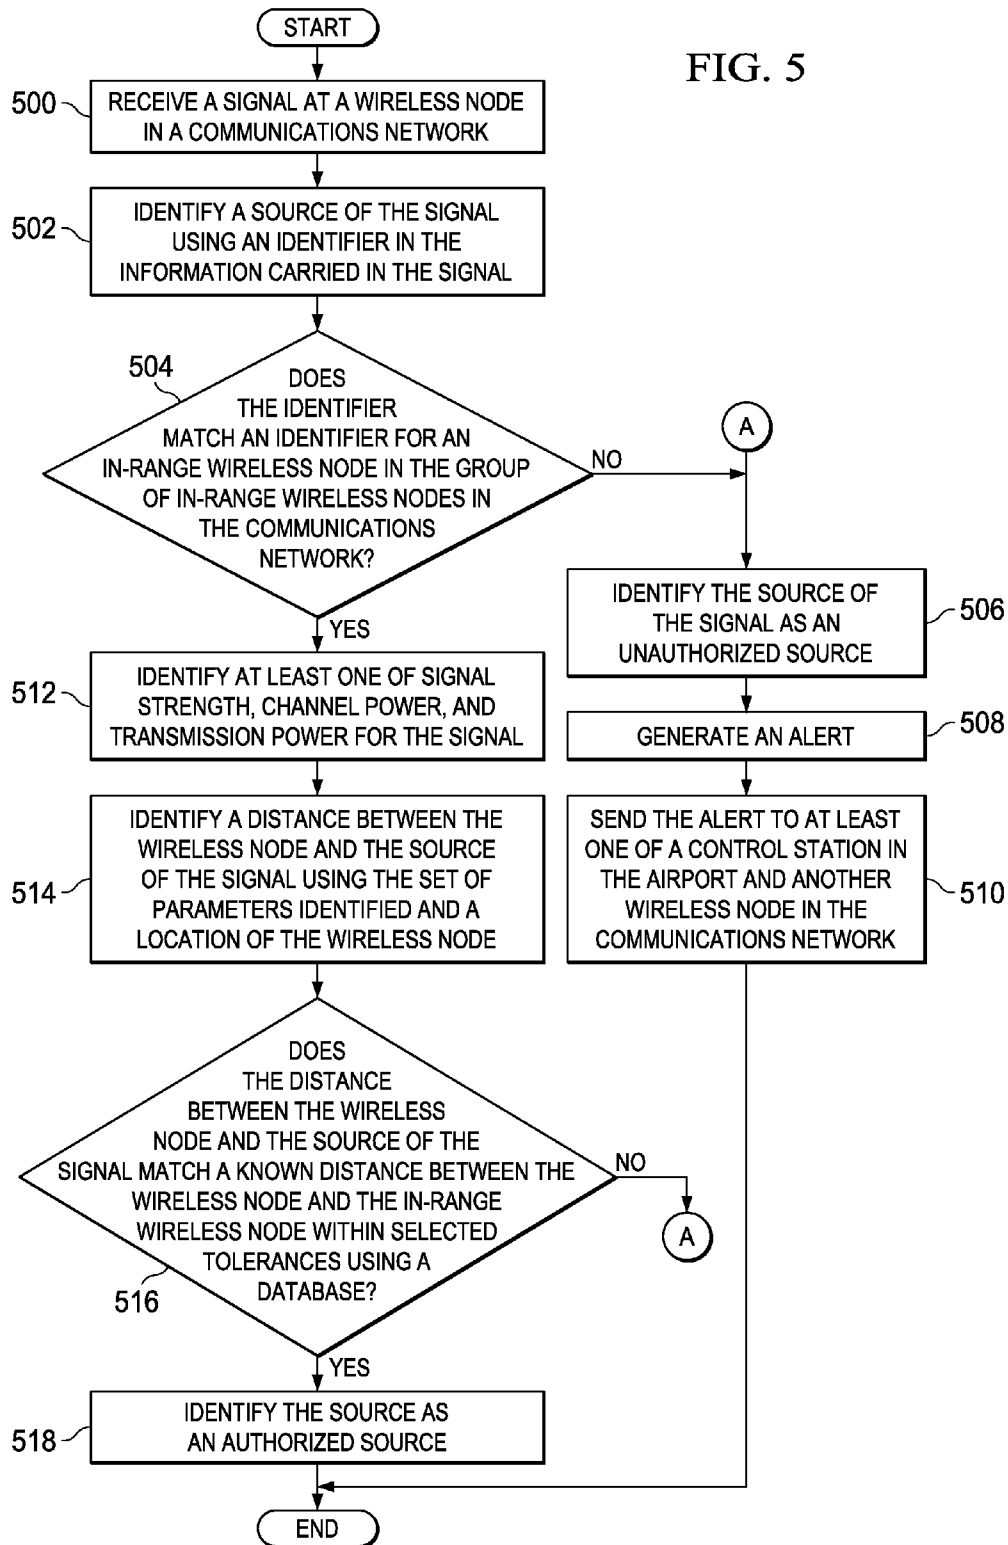 START
FIG. 5
500
RECEIVE A SIGNAL AT A WIRELESS NODE
IN A COMMUNICATIONS NETWORK
502
IDENTIFY A SOURCE OF THE SIGNAL
USING AN IDENTIFIER IN THE
INFORMATION CARRIED IN THE SIGNAL
504
DOES
THE IDENTIFIER
MATCH AN IDENTIFIER FOR AN
IN-RANGE WIRELESS NODE IN THE GROUP
OF IN-RANGE WIRELESS NODES IN
THE COMMUNICATIONS
NETWORK?
NO
YES
A
IDENTIFY THE SOURCE OF
THE SIGNAL AS AN
UNAUTHORIZED SOURCE
506
GENERATE AN ALERT
508
SEND THE ALERT TO AT LEAST
ONE OF A CONTROL STATION IN
THE AIRPORT AND ANOTHER
WIRELESS NODE IN THE
COMMUNICATIONS NETWORK
510
512
IDENTIFY AT LEAST ONE OF SIGNAL
STRENGTH, CHANNEL POWER, AND
TRANSMISSION POWER FOR THE SIGNAL
514
IDENTIFY A DISTANCE BETWEEN THE
WIRELESS NODE AND THE SOURCE
OF THE SIGNAL USING THE SET OF
PARAMETERS IDENTIFIED AND A
LOCATION OF THE WIRELESS NODE
DOES
THE DISTANCE
BETWEEN THE WIRELESS
NODE AND THE SOURCE OF THE
SIGNAL MATCH A KNOWN DISTANCE BETWEEN THE
WIRELESS NODE AND THE IN-RANGE
WIRELESS NODE WITHIN SELECTED
TOLERANCES USING A
DATABASE?
516
NO
A
YES
518
IDENTIFY THE SOURCE AS
AN AUTHORIZED SOURCE
END